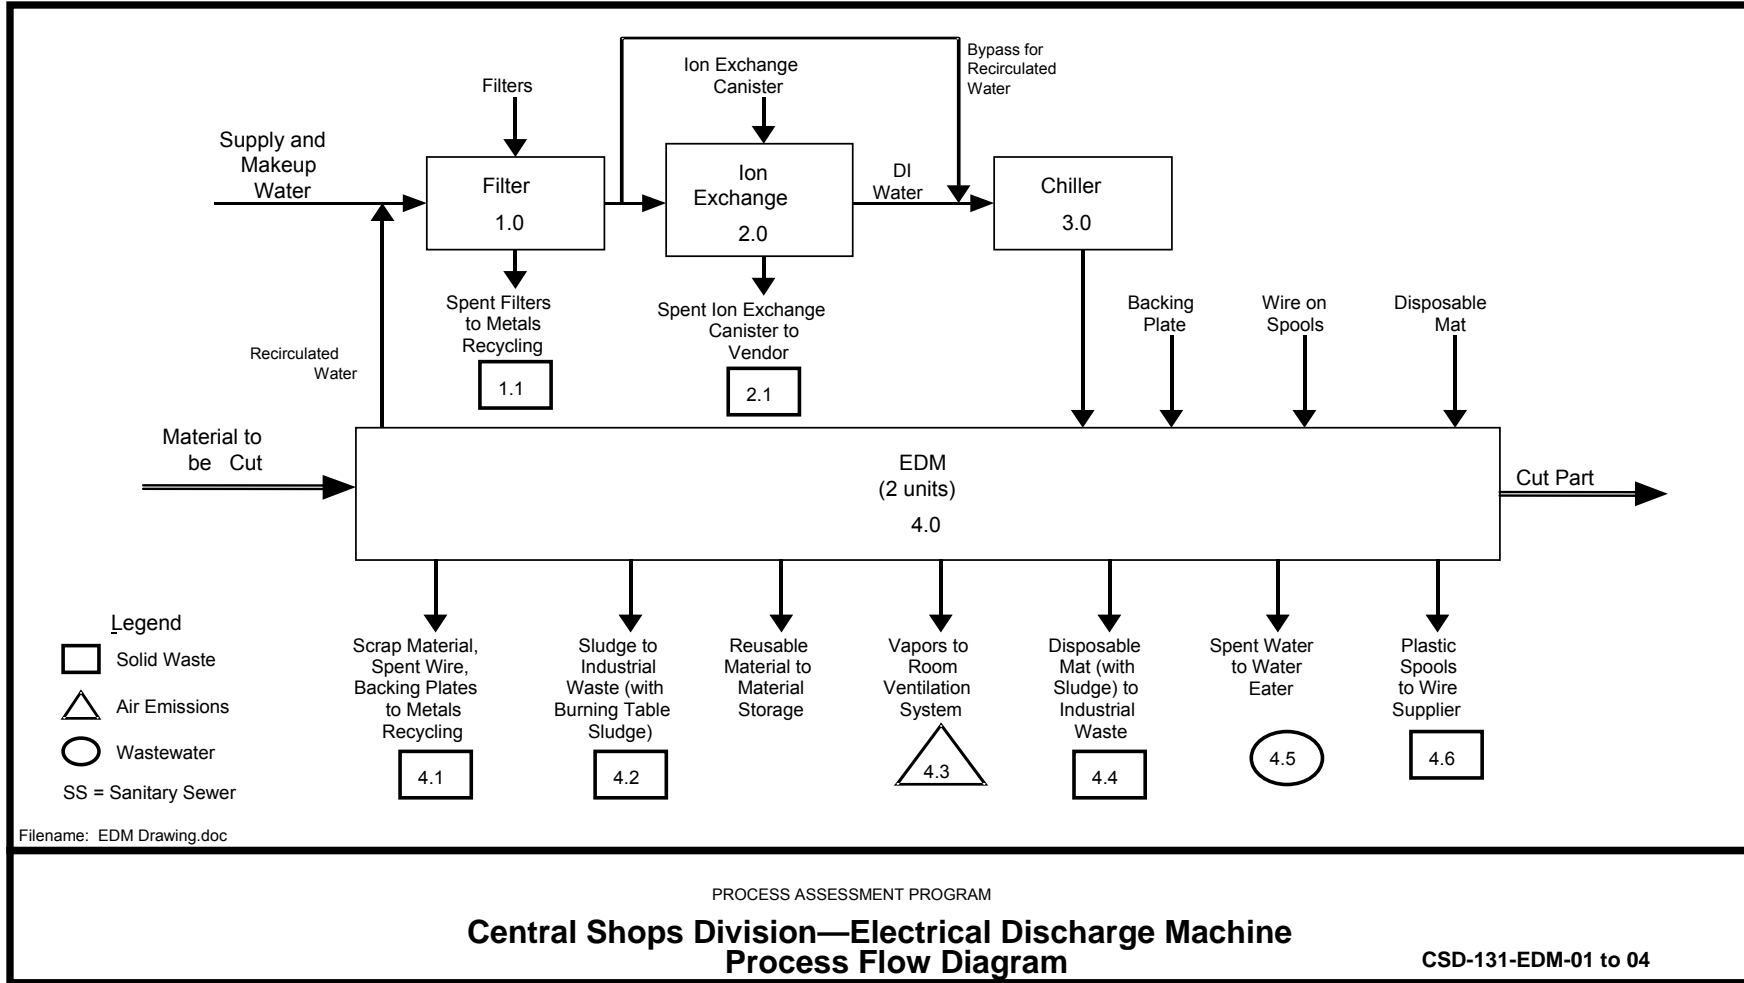 Bypass for
Recirculated
Water
Ion Exchange
Canister
Filters
Supply and
Makeup
Water
Filter
1.0
Ion
Exchange
2.0
DI
Water
Chiller
3.0
Spent Filters
to Metals
Recycling
1.1
Spent Ion Exchange
Canister to
Vendor
2.1
Backing
Plate
Wire on
Spools
Disposable
Mat
Recirculated
Water
Material to
be Cut
EDM
(2 units)
4.0
Cut Part
Scrap Material,
Spent Wire,
Backing Plates
to Metals
Recycling
4.1
Sludge to
Industrial
Waste (with
Burning Table
Sludge)
4.2
Reusable
Material to
Material
Storage
Vapors to
Room
Ventilation
System
4.3
Disposable
Mat (with
Sludge) to
Industrial
Waste
4.4
Spent Water
to Water
Eater
4.5
Plastic
Spools
to Wire
Supplier
4.6
Legend
Solid Waste
Air Emissions
Wastewater
SS = Sanitary Sewer
Filename: EDM Drawing.doc
PROCESS ASSESSMENT PROGRAM
Central Shops Division—Electrical Discharge Machine
Process Flow Diagram
CSD-131-EDM-01 to 04